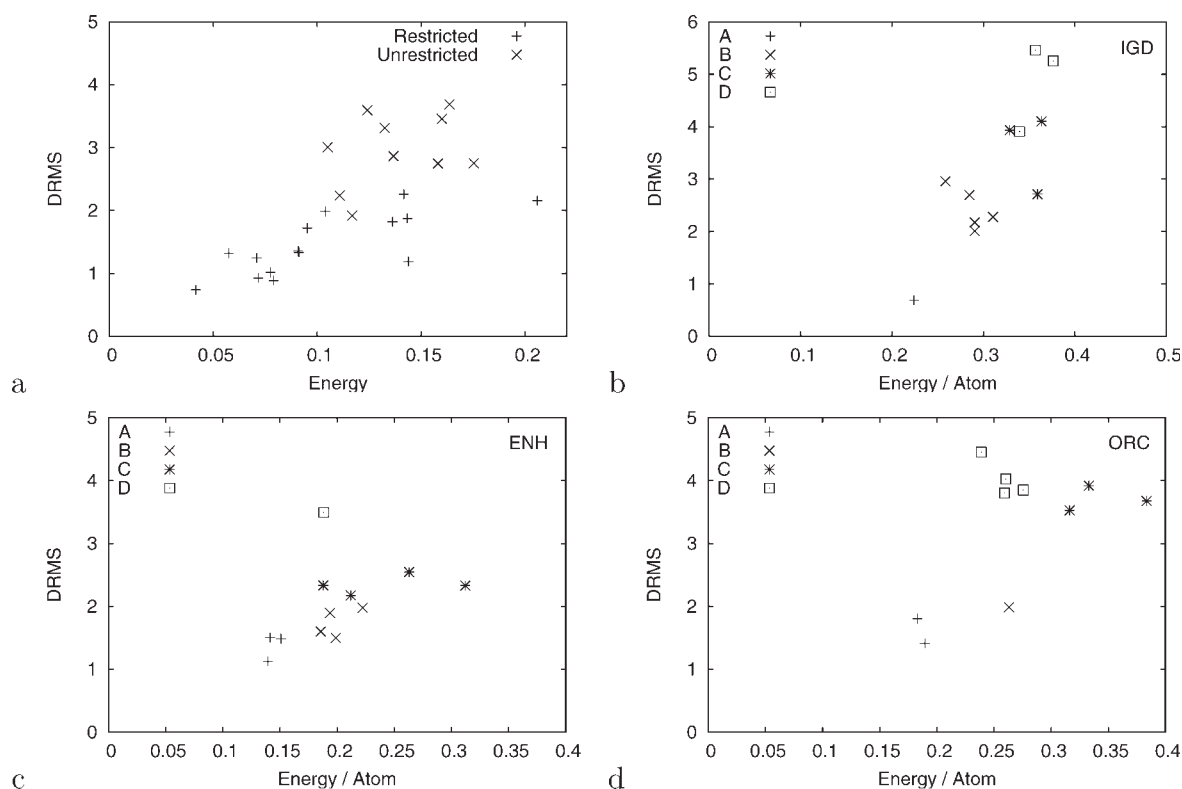 5
4
3
2
1
0
DRMS
Restricted
Unrestricted
0 0.05 0.1 0.15 0.2
Energy
a
6
5
4
3
2
1
0
DRMS
A
B
C
D
IGD
0 0.1 0.2 0.3 0.4 0.5
Energy / Atom
b
5
4
3
2
1
0
DRMS
A
B
C
D
ENH
0 0.05 0.1 0.15 0.2 0.25 0.3 0.35 0.4
Energy / Atom
c
5
4
3
2
1
0
DRMS
A
B
C
D
ORC
0 0.05 0.1 0.15 0.2 0.25 0.3 0.35 0.4
Energy / Atom
d